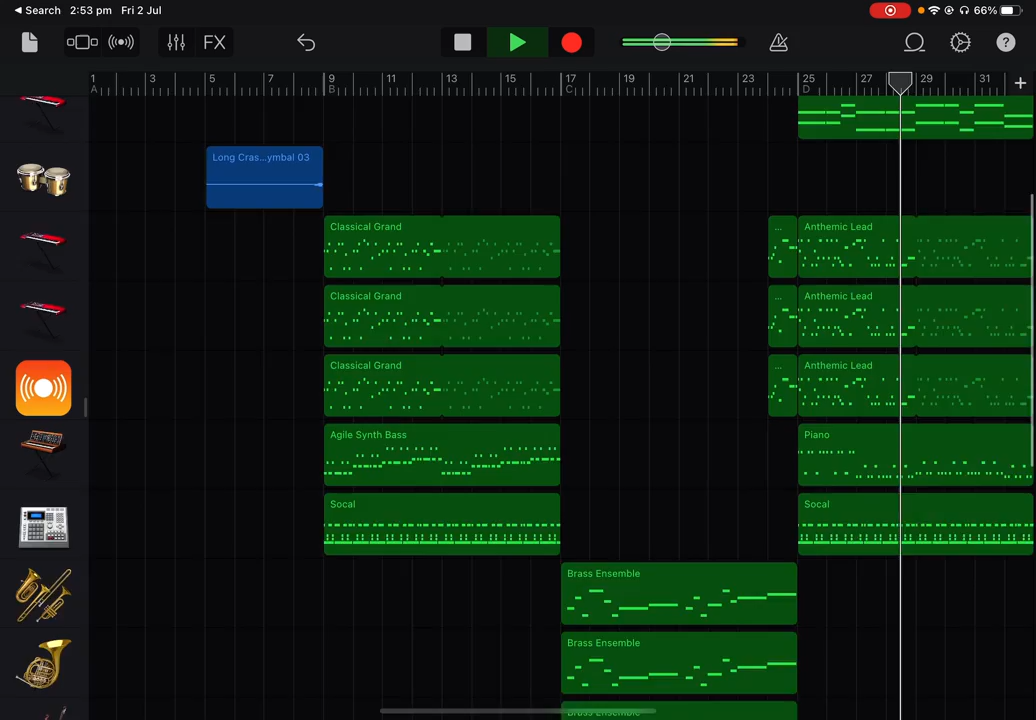 Search 2:53 pm Fri 2 Jul 66%
FX ?
1 3 5 7 9 11 13 15 17 19 21 23 25 27 29 31 +
A B C D
Long Cras...ymbal 03
Classical Grand ... Anthemic Lead
Classical Grand ... Anthemic Lead
Classical Grand ... Anthemic Lead
Agile Synth Bass Piano
Socal Socal
Brass Ensemble
Brass Ensemble
Brass Ensemble